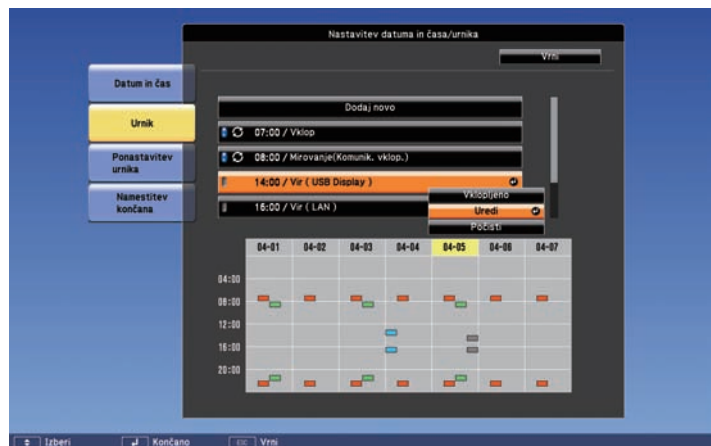 Nastavitev datuma in časa/urnika
Vrni
Datum in čas
Urnik
Ponastavitev
urnika
Namestitev
končana
Dodaj novo
07:00 / Vklop
08:00 / Mirovanje(Komunik. vklop.)
14:00 / Vir ( USB Display )
16:00 / Vir ( LAN )
Vklopljeno
Uredi
Počisti
04-01 04-02 04-03 04-04 04-05 04-06 04-07
04:00
08:00
12:00
16:00
20:00
Izberi Končano Esc Vrni